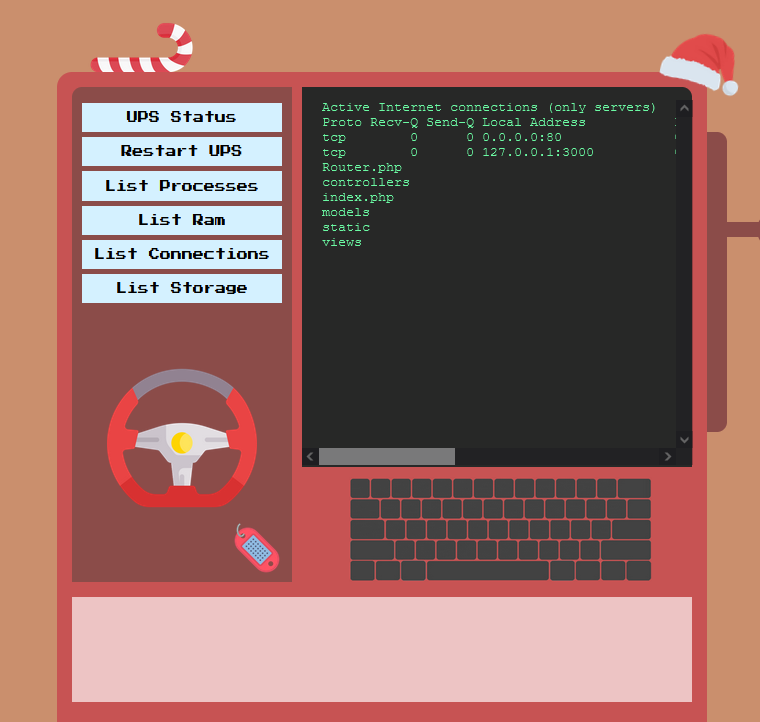 UPS Status
Restart UPS
List Processes
List Ram
List Connections
List Storage
Active Internet connections (only servers)
Proto Recv-Q Send-Q Local Address
tcp        0      0 0.0.0.0:80
tcp        0      0 127.0.0.1:3000
Router.php
controllers
index.php
models
static
views